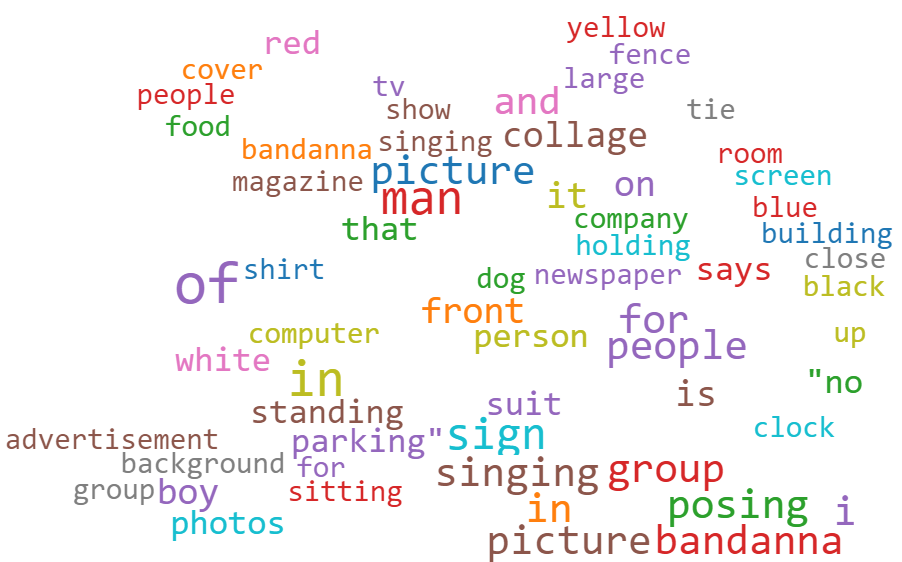 yellow
red
fence
cover
large
people
tv
and
show
tie
food
collage
singing
bandanna
room
picture
screen
magazine
on
man
it
blue
company
that
building
holding
close
shirt
says
newspaper
of
dog
black
front
for
computer
person
up
people
white
in
"no
is
suit
standing
clock
sign
advertisement
parking"
background
for
group
singing
group
boy
sitting
posing
in
i
photos
picture
bandanna